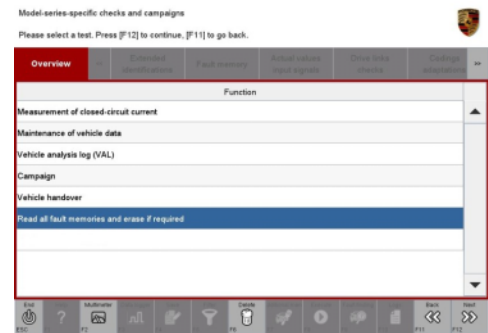 Model-series-specific checks and campaigns
Please select a test. Press [F12] to continue, [F11] to go back.
Overview
Extended identifications
Fault memory
Actual values input signals
Drive links checks
Codings adaptations
»
Function
Measurement of closed-circuit current
Maintenance of vehicle data
Vehicle analysis log (VAL)
Campaign
Vehicle handover
Read all fault memories and erase if required
End
Multimeter
Delete
Back
Next
ESC
F2
F6
F11
F12